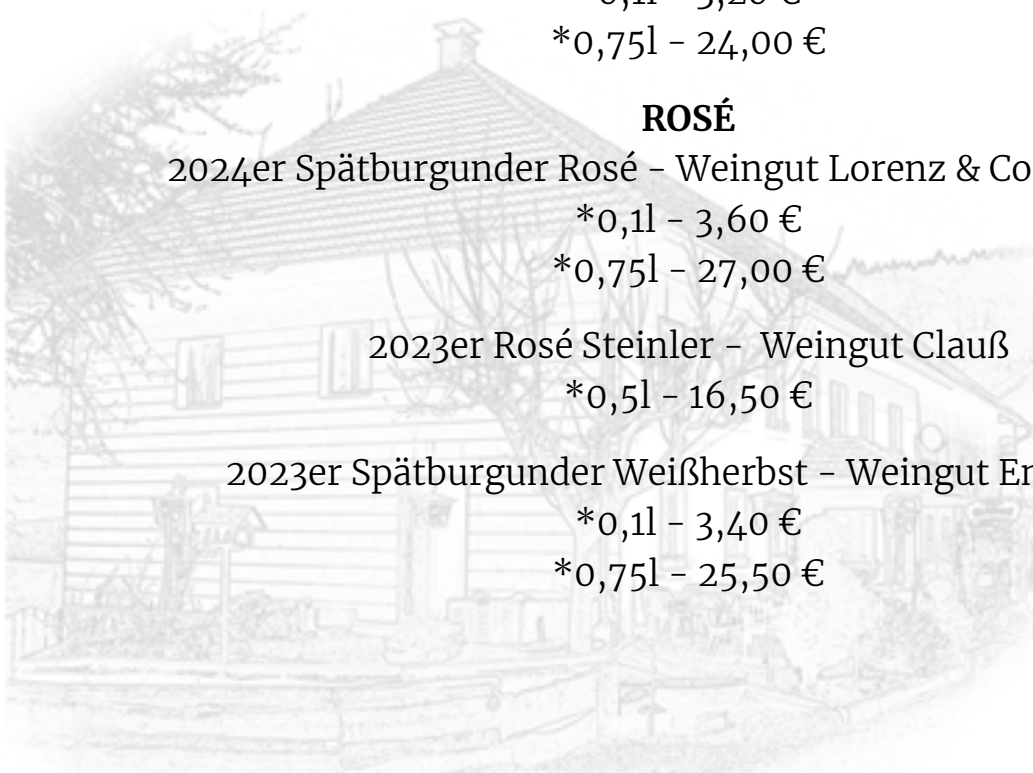 *0,75l - 24,00 €
ROSÉ
2024er Spätburgunder Rosé - Weingut Lorenz & Co
*0,1l - 3,60 €
*0,75l - 27,00 €
2023er Rosé Steinler - Weingut Clauß
*0,5l - 16,50 €
2023er Spätburgunder Weißherbst - Weingut
*0,1l - 3,40 €
*0,75l - 25,50 €